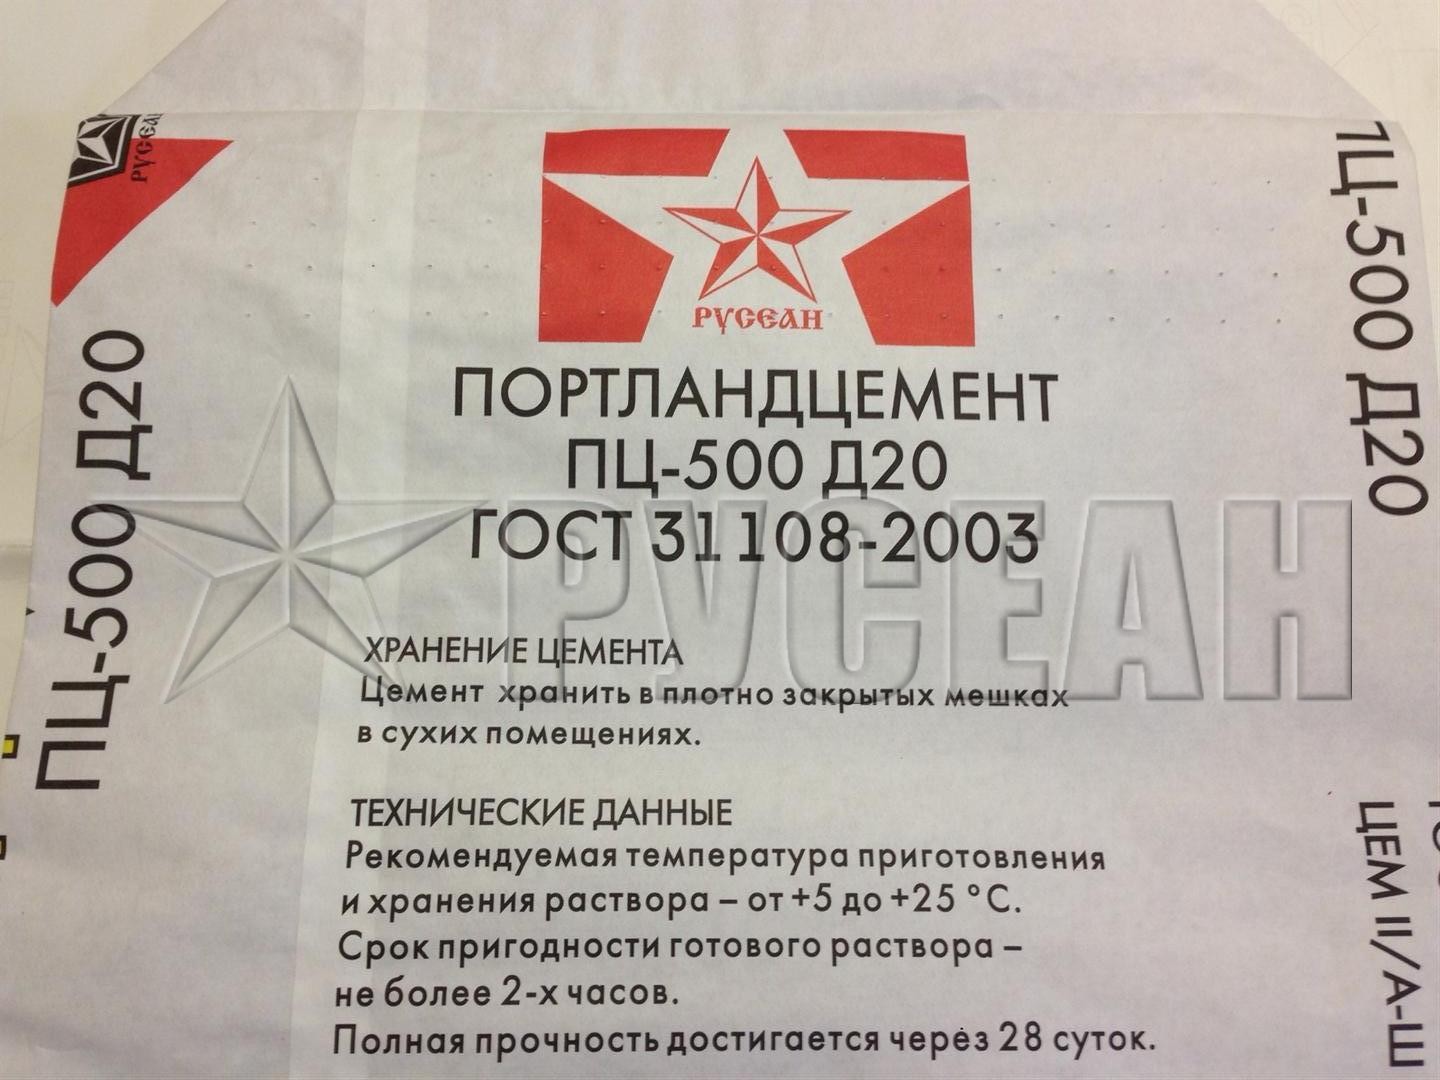 РУСЕАН
РУСЕАН
ПОРТЛАНДЦЕМЕНТ
ПЦ-500 Д20
ГОСТ 31108-2003
ПЦ-500 Д20
ПЦ-500 Д20
РУСЕАН
ХРАНЕНИЕ ЦЕМЕНТА
Цемент хранить в плотно закрытых мешках
в сухих помещениях.
ТЕХНИЧЕСКИЕ ДАННЫЕ
Рекомендуемая температура приготовления
и хранения раствора – от +5 до +25 °С.
Срок пригодности готового раствора –
не более 2-х часов.
Полная прочность достигается через 28 суток.
ЦЕМ II/А-Ш